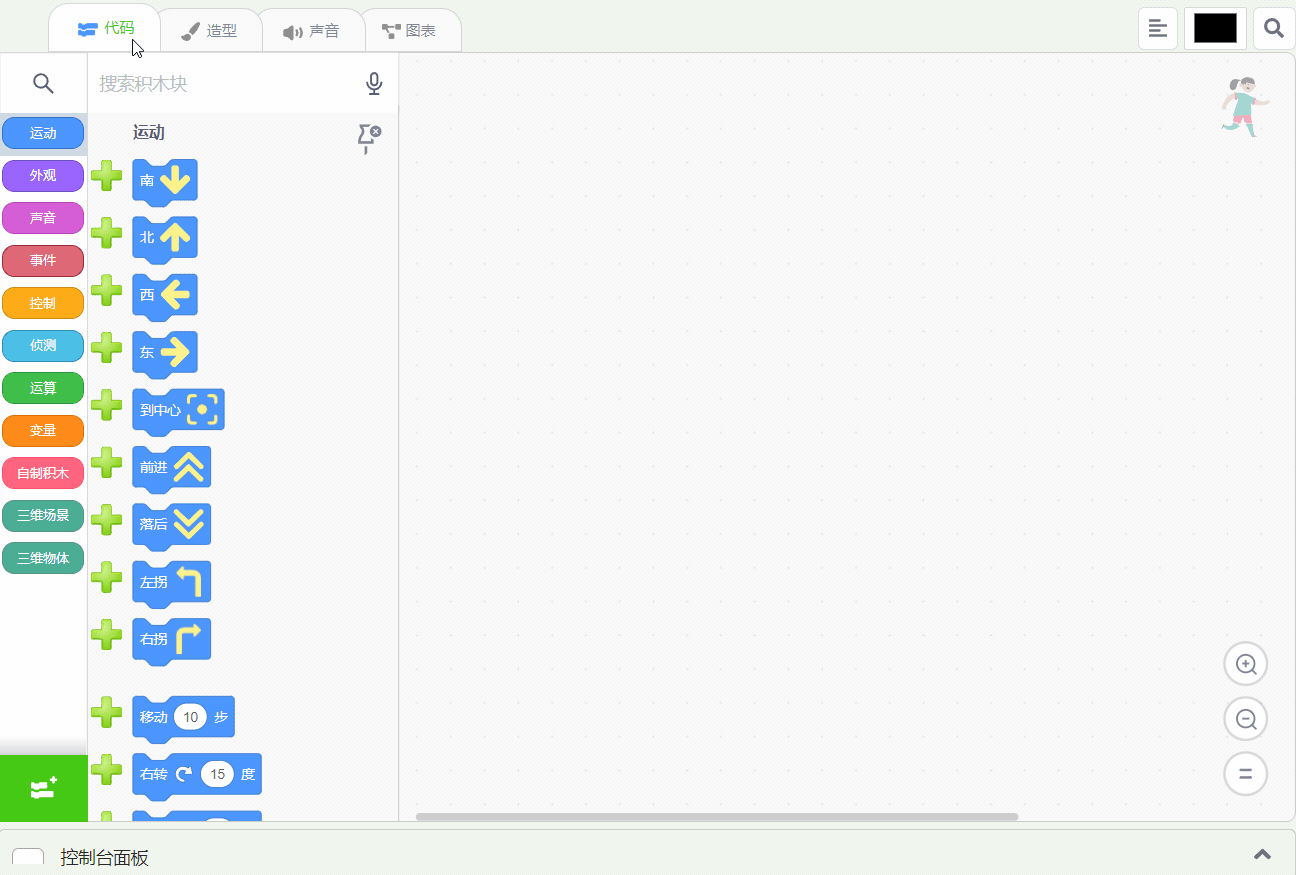 代码 造型 声音 图表
搜索积木块
运动
外观
声音
事件
控制
侦测
运算
变量
自制积木
三维场景
三维物体
运动
南
北
西
东
到中心
前进
落后
左拐
右拐
移动 10 步
右转 15 度
控制台面板